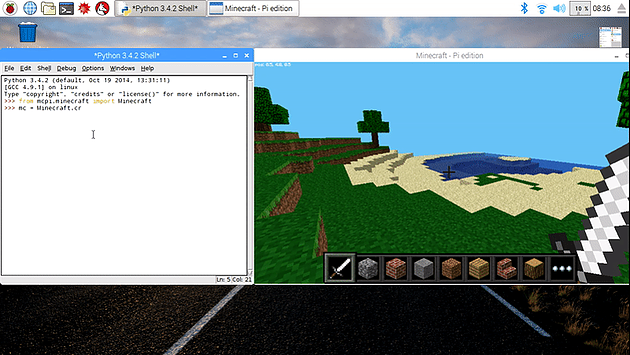 *Python 3.4.2 Shell*
Minecraft - Pi edition
10 %
08:36
*Python 3.4.2 Shell*
File Edit Shell Debug Options Windows Help
Python 3.4.2 (default, Oct 19 2014, 13:31:11)
[GCC 4.9.1] on linux
Type "copyright", "credits" or "license()" for more information.
>>> from mcpi.minecraft import Minecraft
>>> mc = Minecraft.cr
Ln: 5 Col: 21
Minecraft - Pi edition